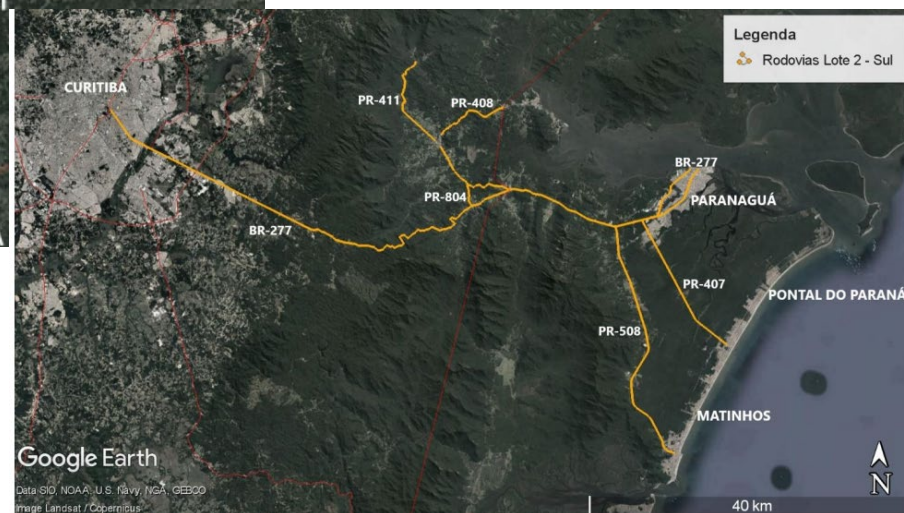 Legenda
Rodovias Lote 2 - Sul
CURITIBA
PR-411
PR-408
BR-277
PR-804
PARANAGUÁ
BR-277
PR-407
PONTAL DO PARANÁ
PR-508
MATINHOS
Google Earth
Data SIO, NOAA, U.S. Navy, NGA, GEBCO
Image Landsat / Copernicus
40 km
N